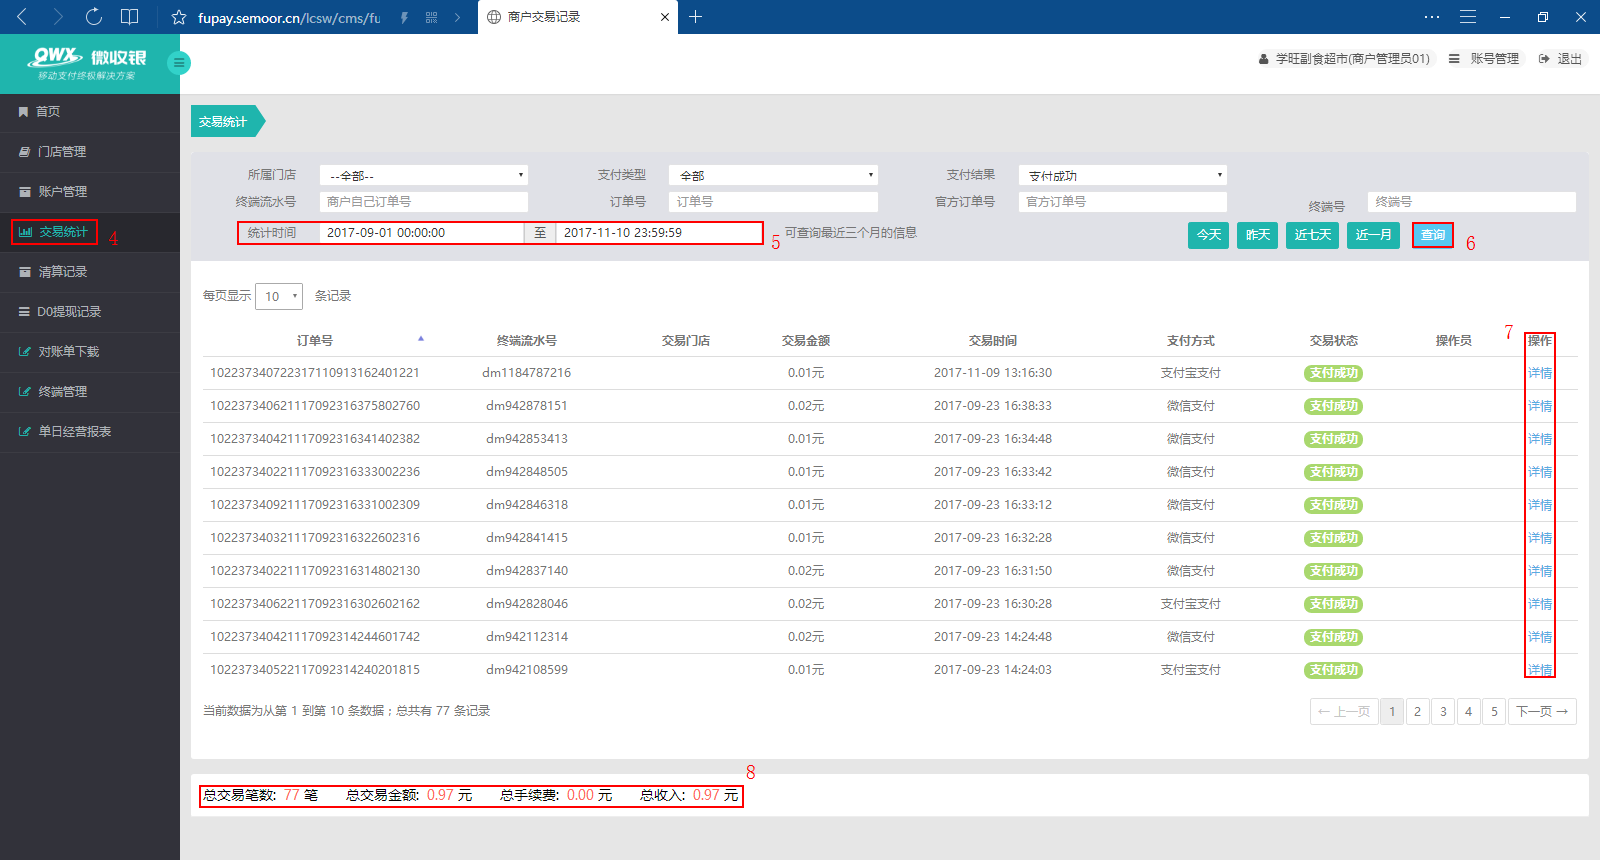 fupay.semoor.cn/lcsw/cms/fu
商户交易记录
QWX 微收银
移动支付终极解决方案
学旺副食超市(商户管理员01) 账号管理 退出
首页
门店管理
账户管理
交易统计 4
清算记录
D0提现记录
对账单下载
终端管理
单日经营报表
交易统计
所属门店 --全部-- 支付类型 全部 支付结果 支付成功
终端流水号 商户自己订单号 订单号 订单号 官方订单号 官方订单号 终端号 终端号
统计时间 2017-09-01 00:00:00 至 2017-11-10 23:59:59 5 可查询最近三个月的信息 今天 昨天 近七天 近一月 查询 6
每页显示 10 条记录
订单号 终端流水号 交易门店 交易金额 交易时间 支付方式 交易状态 操作员 7 操作
102237340722317110913162401221 dm1184787216 0.01元 2017-11-09 13:16:30 支付宝支付 支付成功 详情
102237340621117092316375802760 dm942878151 0.02元 2017-09-23 16:38:33 微信支付 支付成功 详情
102237340421117092316341402382 dm942853413 0.01元 2017-09-23 16:34:48 微信支付 支付成功 详情
102237340221117092316333002236 dm942848505 0.01元 2017-09-23 16:33:42 微信支付 支付成功 详情
102237340921117092316331002309 dm942846318 0.01元 2017-09-23 16:33:12 微信支付 支付成功 详情
102237340321117092316322602316 dm942841415 0.01元 2017-09-23 16:32:28 微信支付 支付成功 详情
102237340221117092316314802130 dm942837140 0.02元 2017-09-23 16:31:50 微信支付 支付成功 详情
102237340622117092316302602162 dm942828046 0.02元 2017-09-23 16:30:28 支付宝支付 支付成功 详情
102237340421117092314244601742 dm942112314 0.02元 2017-09-23 14:24:48 微信支付 支付成功 详情
102237340522117092314240201815 dm942108599 0.01元 2017-09-23 14:24:03 支付宝支付 支付成功 详情
当前数据为从第 1 到第 10 条数据；总共有 77 条记录
← 上一页 1 2 3 4 5 下一页 →
8
总交易笔数: 77 笔 总交易金额: 0.97 元 总手续费: 0.00 元 总收入: 0.97 元